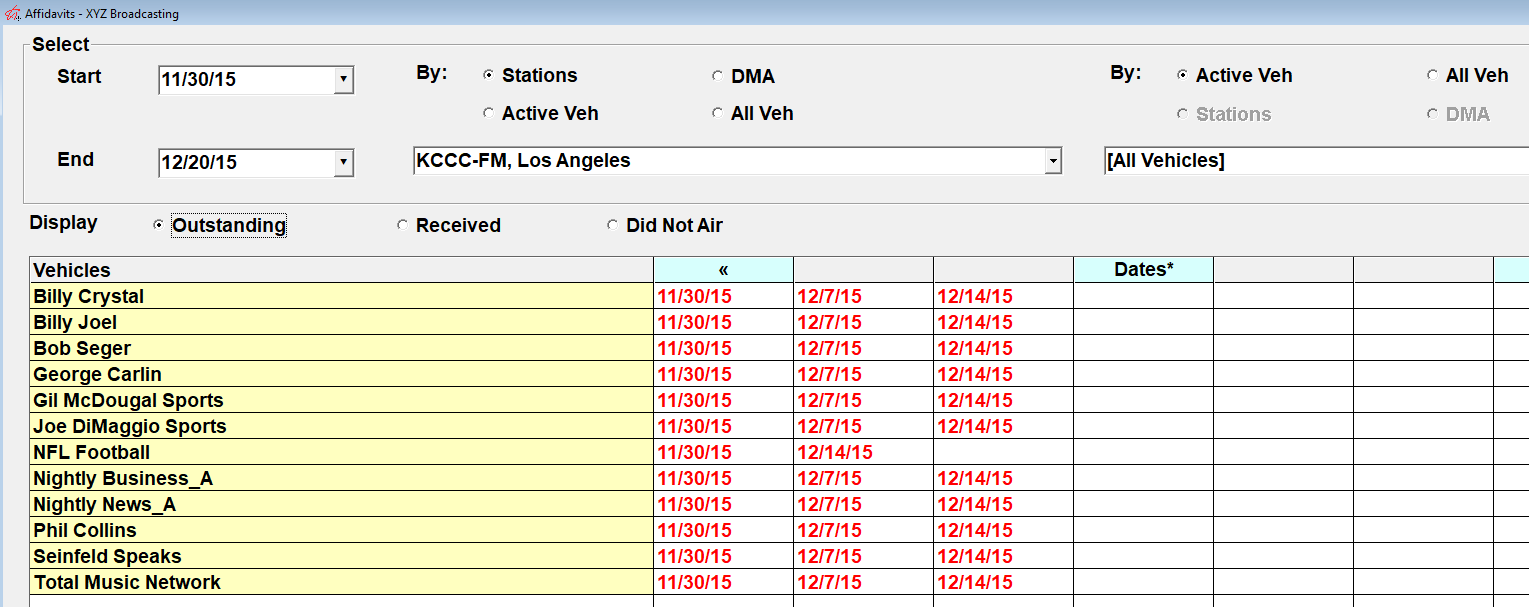 Affidavits - XYZ Broadcasting
Select
Start 11/30/15 By: Stations DMA By: Active Veh All Veh
Active Veh All Veh Stations DMA
End 12/20/15 KCCC-FM, Los Angeles [All Vehicles]
Display Outstanding Received Did Not Air
Vehicles « Dates*
Billy Crystal 11/30/15 12/7/15 12/14/15
Billy Joel 11/30/15 12/7/15 12/14/15
Bob Seger 11/30/15 12/7/15 12/14/15
George Carlin 11/30/15 12/7/15 12/14/15
Gil McDougal Sports 11/30/15 12/7/15 12/14/15
Joe DiMaggio Sports 11/30/15 12/7/15 12/14/15
NFL Football 11/30/15 12/14/15
Nightly Business_A 11/30/15 12/7/15 12/14/15
Nightly News_A 11/30/15 12/7/15 12/14/15
Phil Collins 11/30/15 12/7/15 12/14/15
Seinfeld Speaks 11/30/15 12/7/15 12/14/15
Total Music Network 11/30/15 12/7/15 12/14/15